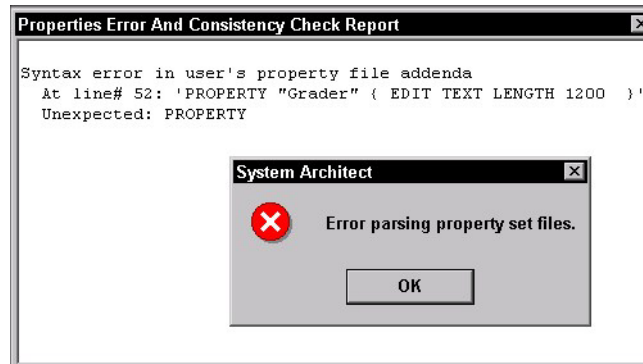 Properties Error And Consistency Check Report
Syntax error in user's property file addenda
At line# 52: 'PROPERTY "Grader" { EDIT TEXT LENGTH 1200 }'
Unexpected: PROPERTY
System Architect
Error parsing property set files.
OK